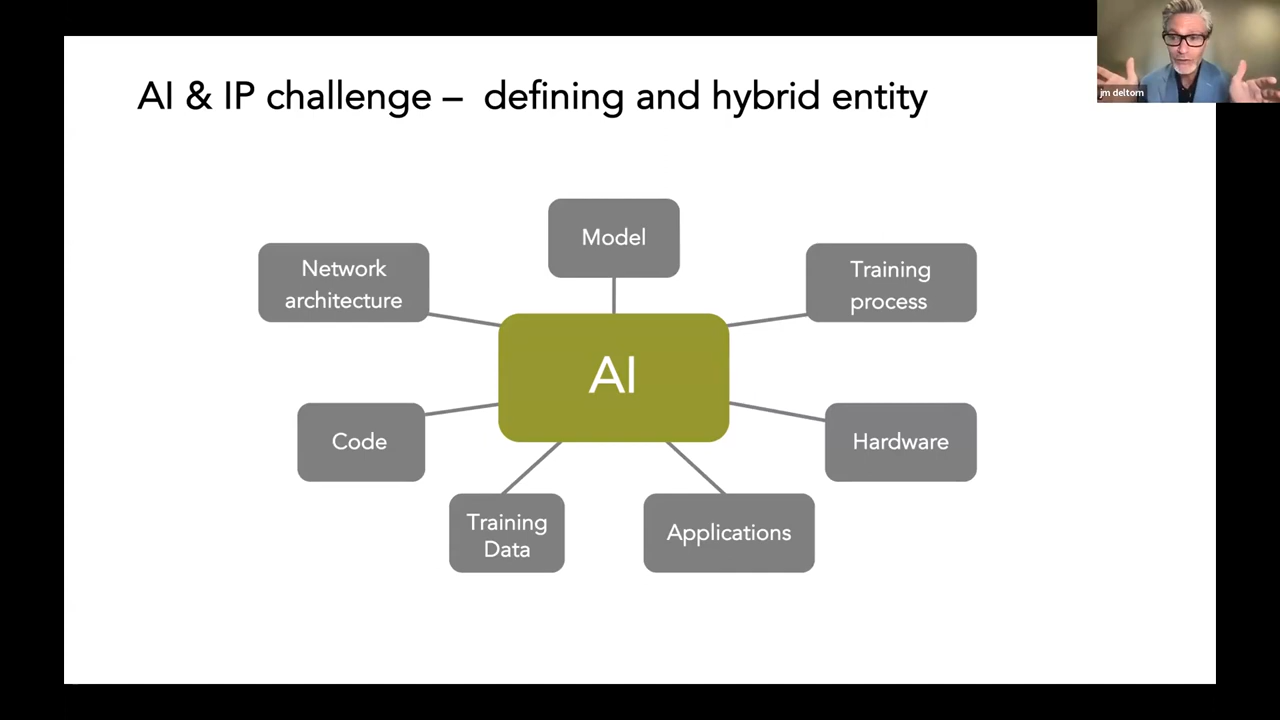 AI & IP challenge – defining and hybrid entity
jm deltorn
Model
Network
architecture
Training
process
AI
Code
Hardware
Training
Data
Applications